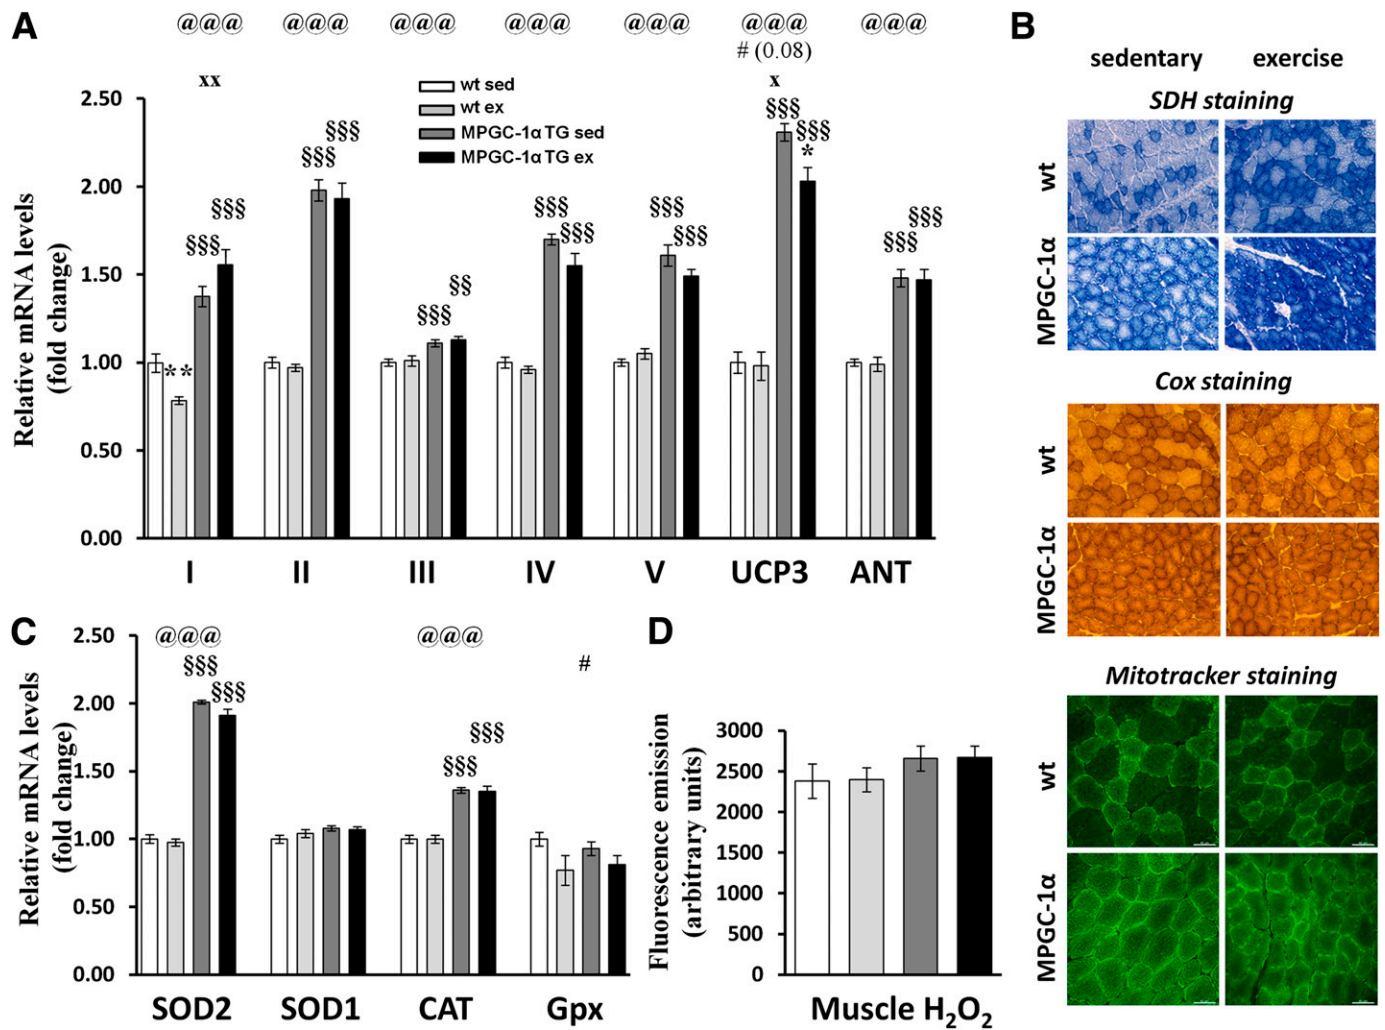 A
@@@ @@@ @@@ @@@ @@@ @@@ @@@
# (0.08)
xx x
wt sed
wt ex
MPGC-1α TG sed
MPGC-1α TG ex
Relative mRNA levels
(fold change)
2.50
2.00
1.50
1.00
0.50
0.00
** §§§ §§§
§§§ §§§
§§§ §§
§§§ §§§
§§§ §§§
§§§ §§§
*
§§§ §§§
I II III IV V UCP3 ANT
B
sedentary exercise
SDH staining
wt
MPGC-1α
Cox staining
wt
MPGC-1α
Mitotracker staining
wt
MPGC-1α
C
Relative mRNA levels
(fold change)
2.50
2.00
1.50
1.00
0.50
0.00
@@@ @@@
#
§§§ §§§
§§§ §§§
SOD2 SOD1 CAT Gpx
D
Fluorescence emission
(arbitrary units)
3000
2500
2000
1500
1000
500
0
Muscle H₂O₂